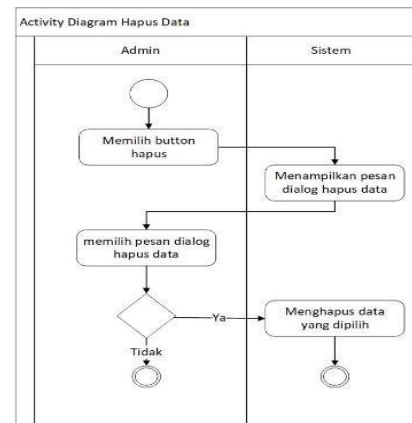 Activity Diagram Hapus Data
Admin
Sistem
Memilih button
hapus
Menampilkan pesan
dialog hapus data
memilih pesan dialog
hapus data
Ya
Menghapus data
yang dipilih
Tidak